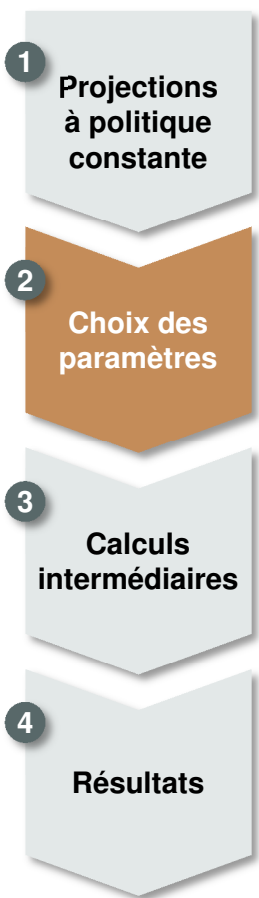 1
Projections
à politique
constante
2
Choix des
paramètres
3
Calculs
intermédiaires
4
Résultats